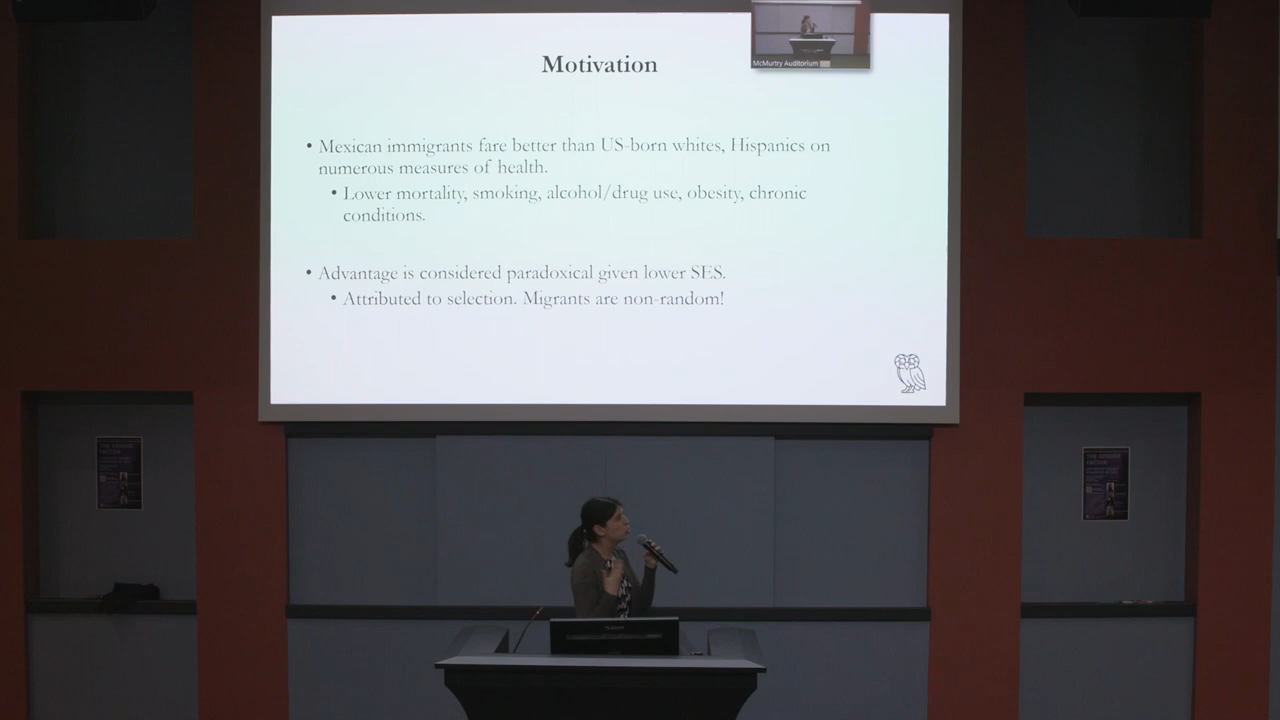 Motivation
McMurtry Auditorium
• Mexican immigrants fare better than US-born whites, Hispanics on
numerous measures of health.
• Lower mortality, smoking, alcohol/drug use, obesity, chronic
conditions.
• Advantage is considered paradoxical given lower SES.
• Attributed to selection. Migrants are non-random!